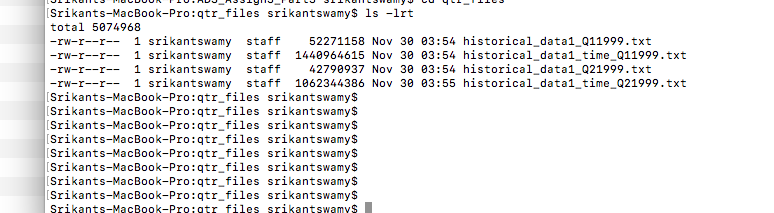 Srikants-MacBook-Pro:ADS_Assign3_Part3 srikantswamy$ cd qtr_files
[Srikants-MacBook-Pro:qtr_files srikantswamy$ ls -lrt
total 5074968
-rw-r--r--  1 srikantswamy  staff    52271158 Nov 30 03:54 historical_data1_Q11999.txt
-rw-r--r--  1 srikantswamy  staff  1440964615 Nov 30 03:54 historical_data1_time_Q11999.txt
-rw-r--r--  1 srikantswamy  staff    42790937 Nov 30 03:54 historical_data1_Q21999.txt
-rw-r--r--  1 srikantswamy  staff  1062344386 Nov 30 03:55 historical_data1_time_Q21999.txt
[Srikants-MacBook-Pro:qtr_files srikantswamy$
[Srikants-MacBook-Pro:qtr_files srikantswamy$
[Srikants-MacBook-Pro:qtr_files srikantswamy$
[Srikants-MacBook-Pro:qtr_files srikantswamy$
[Srikants-MacBook-Pro:qtr_files srikantswamy$
[Srikants-MacBook-Pro:qtr_files srikantswamy$
[Srikants-MacBook-Pro:qtr_files srikantswamy$
[Srikants-MacBook-Pro:qtr_files srikantswamy$
Srikants-MacBook-Pro:qtr_files srikantswamy$